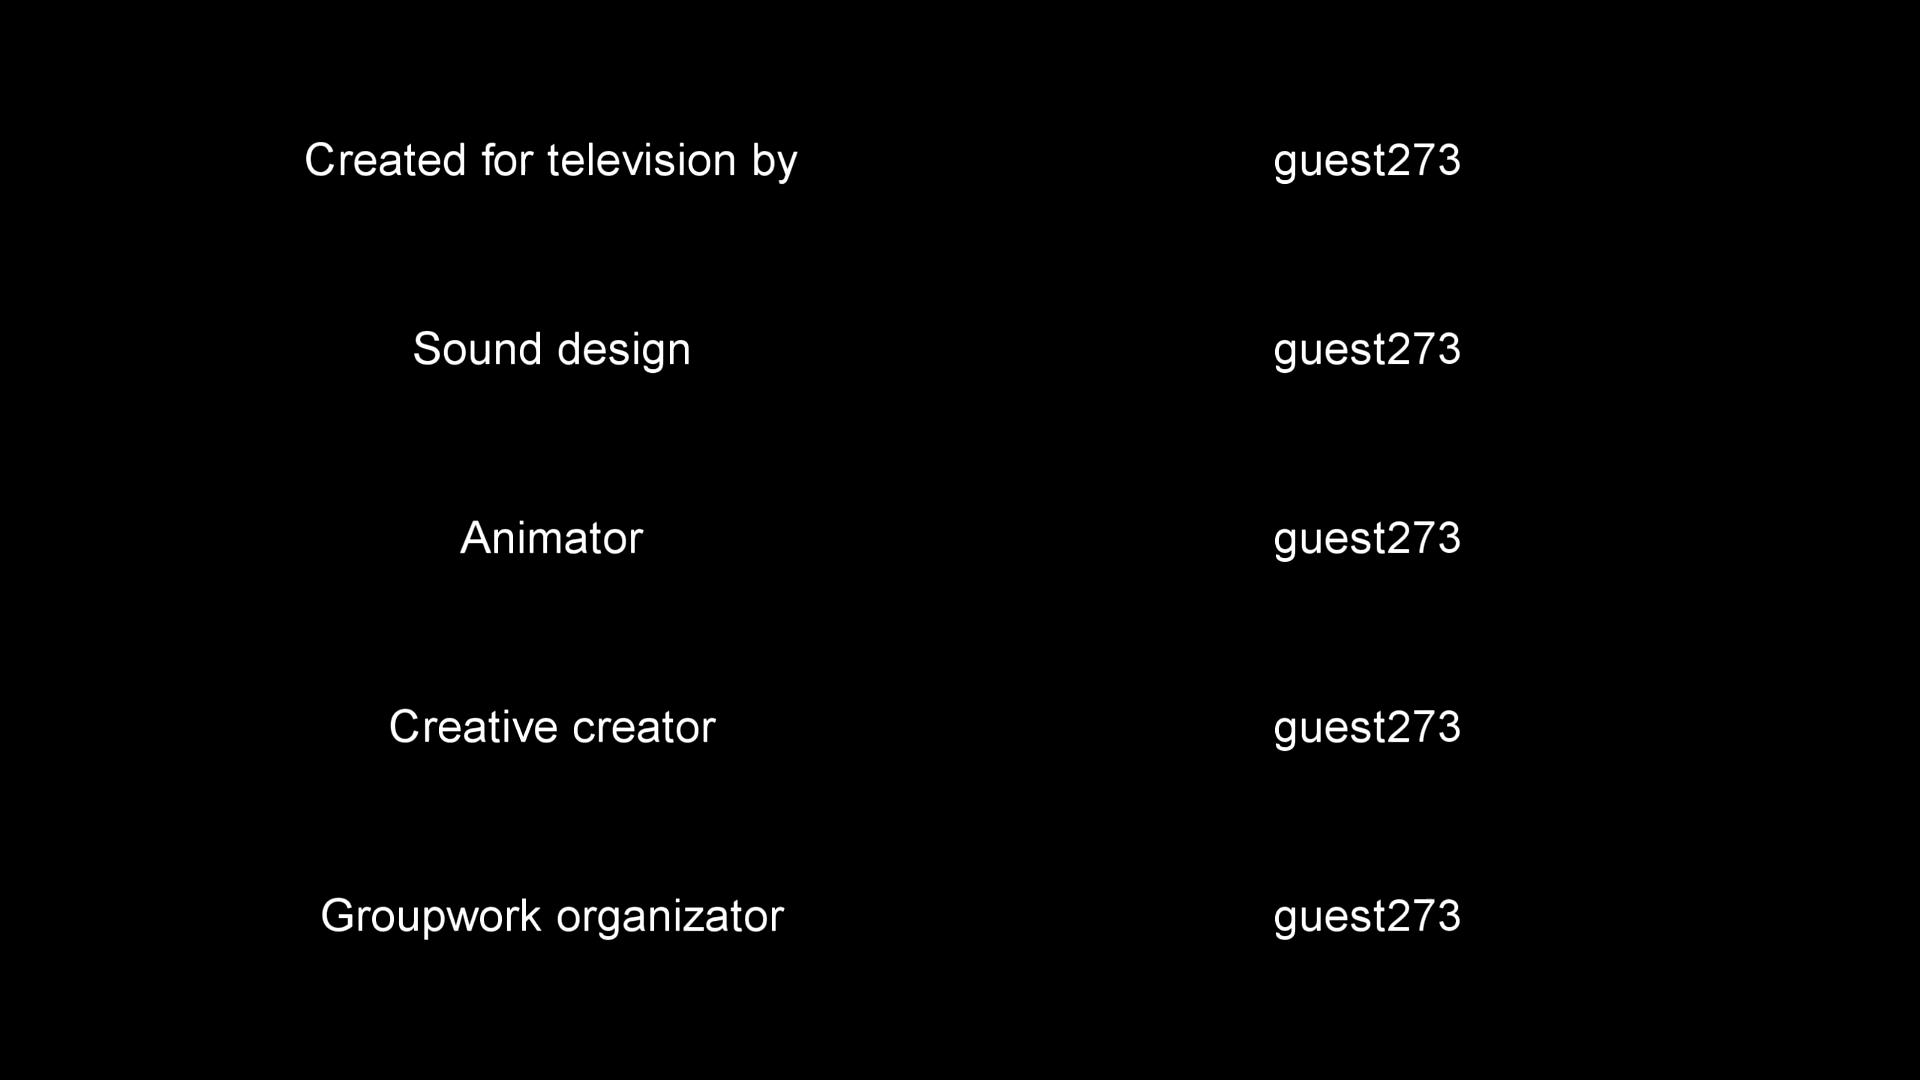 Created for television by guest273
Sound design guest273
Animator guest273
Creative creator guest273
Groupwork organizator guest273